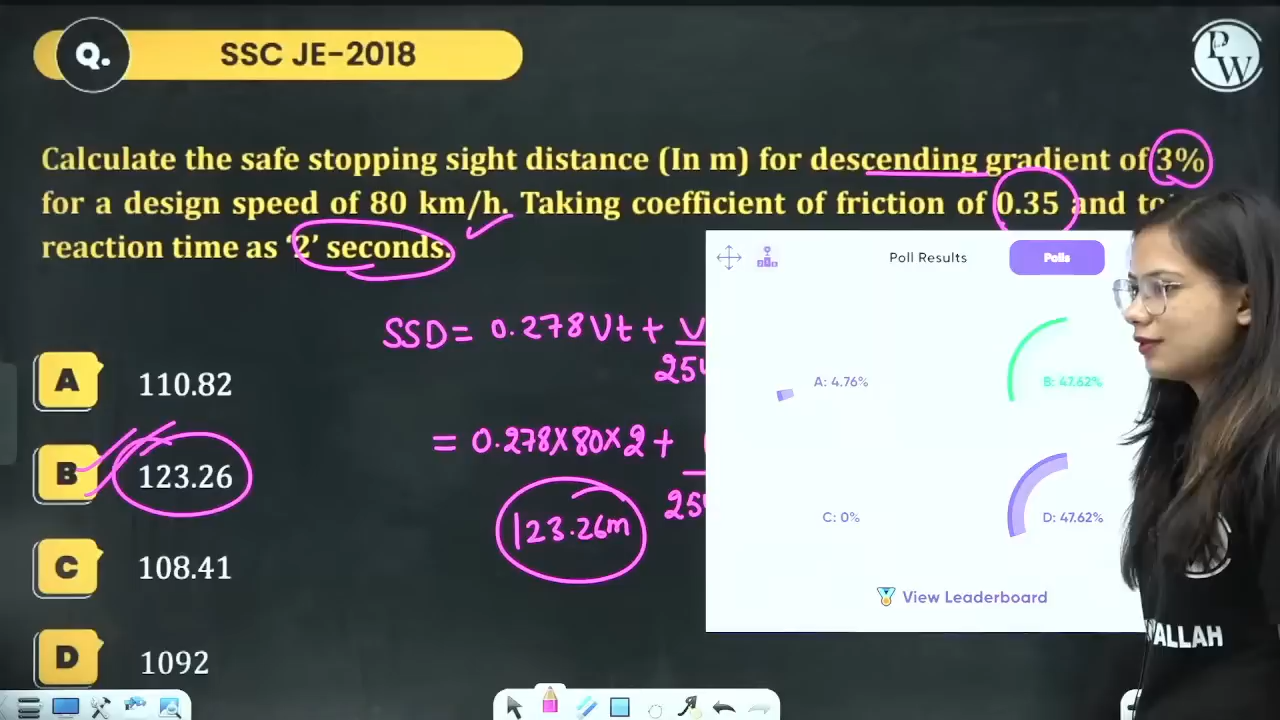 Q.
SSC JE-2018
PW
Calculate the safe stopping sight distance (In m) for descending gradient of 3%
for a design speed of 80 km/h. Taking coefficient of friction of 0.35 and
reaction time as ‘2’ seconds.
Poll Results
Polls
SSD = 0.278Vt +
A
110.82
A: 4.76%
B: 47.62%
= 0.278×80×2 +
B
123.26
123.26m
C: 0%
D: 47.62%
C
108.41
View Leaderboard
WALLAH
D
1092